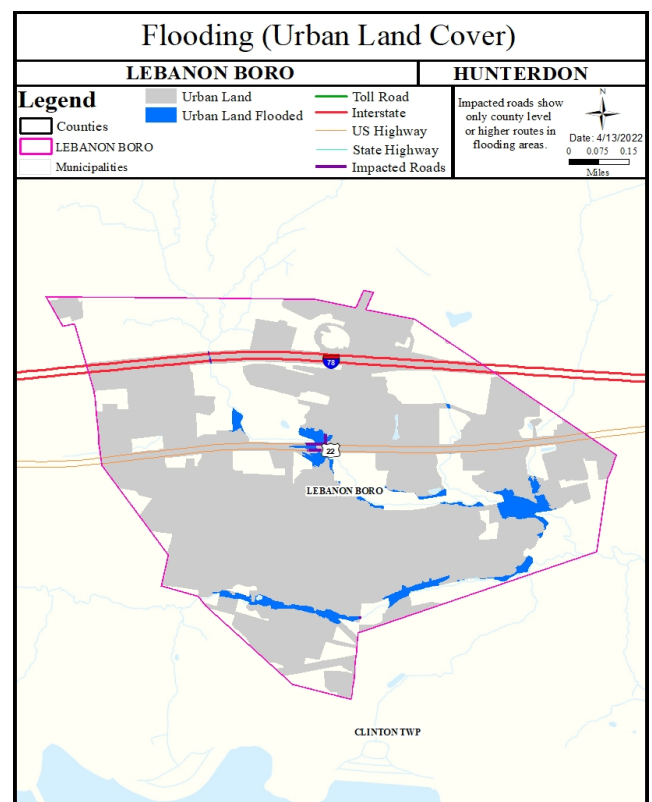 Flooding (Urban Land Cover)
LEBANON BORO
HUNTERDON
Legend
Counties
LEBANON BORO
Municipalities
Urban Land
Urban Land Flooded
Toll Road
Interstate
US Highway
State Highway
Impacted Roads
Impacted roads show
only county level
or higher routes in
flooding areas.
N
Date: 4/13/2022
0 0.075 0.15
Miles
78
22
LEBANON BORO
CLINTON TWP